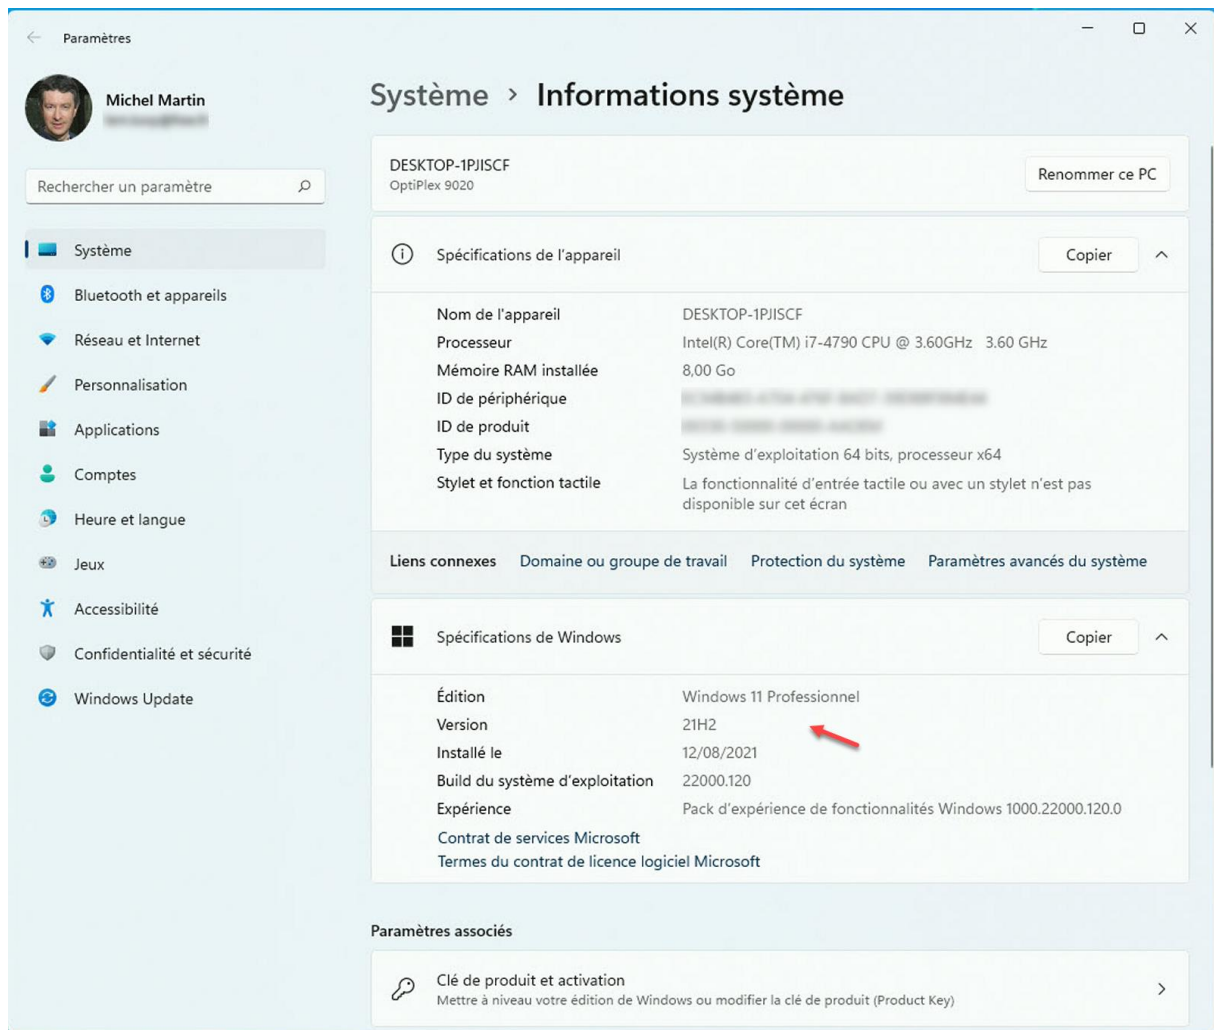 Paramètres
Michel Martin
Rechercher un paramètre
Système
Bluetooth et appareils
Réseau et Internet
Personnalisation
Applications
Comptes
Heure et langue
Jeux
Accessibilité
Confidentialité et sécurité
Windows Update
Système > Informations système
DESKTOP-1PJISCF
OptiPlex 9020
Renommer ce PC
Spécifications de l'appareil
Copier
Nom de l'appareil DESKTOP-1PJISCF
Processeur Intel(R) Core(TM) i7-4790 CPU @ 3.60GHz 3.60 GHz
Mémoire RAM installée 8,00 Go
ID de périphérique
ID de produit
Type du système Système d'exploitation 64 bits, processeur x64
Stylet et fonction tactile La fonctionnalité d'entrée tactile ou avec un stylet n'est pas
disponible sur cet écran
Liens connexes Domaine ou groupe de travail Protection du système Paramètres avancés du système
Spécifications de Windows
Copier
Édition Windows 11 Professionnel
Version 21H2
Installé le 12/08/2021
Build du système d'exploitation 22000.120
Expérience Pack d'expérience de fonctionnalités Windows 1000.22000.120.0
Contrat de services Microsoft
Termes du contrat de licence logiciel Microsoft
Paramètres associés
Clé de produit et activation
Mettre à niveau votre édition de Windows ou modifier la clé de produit (Product Key)